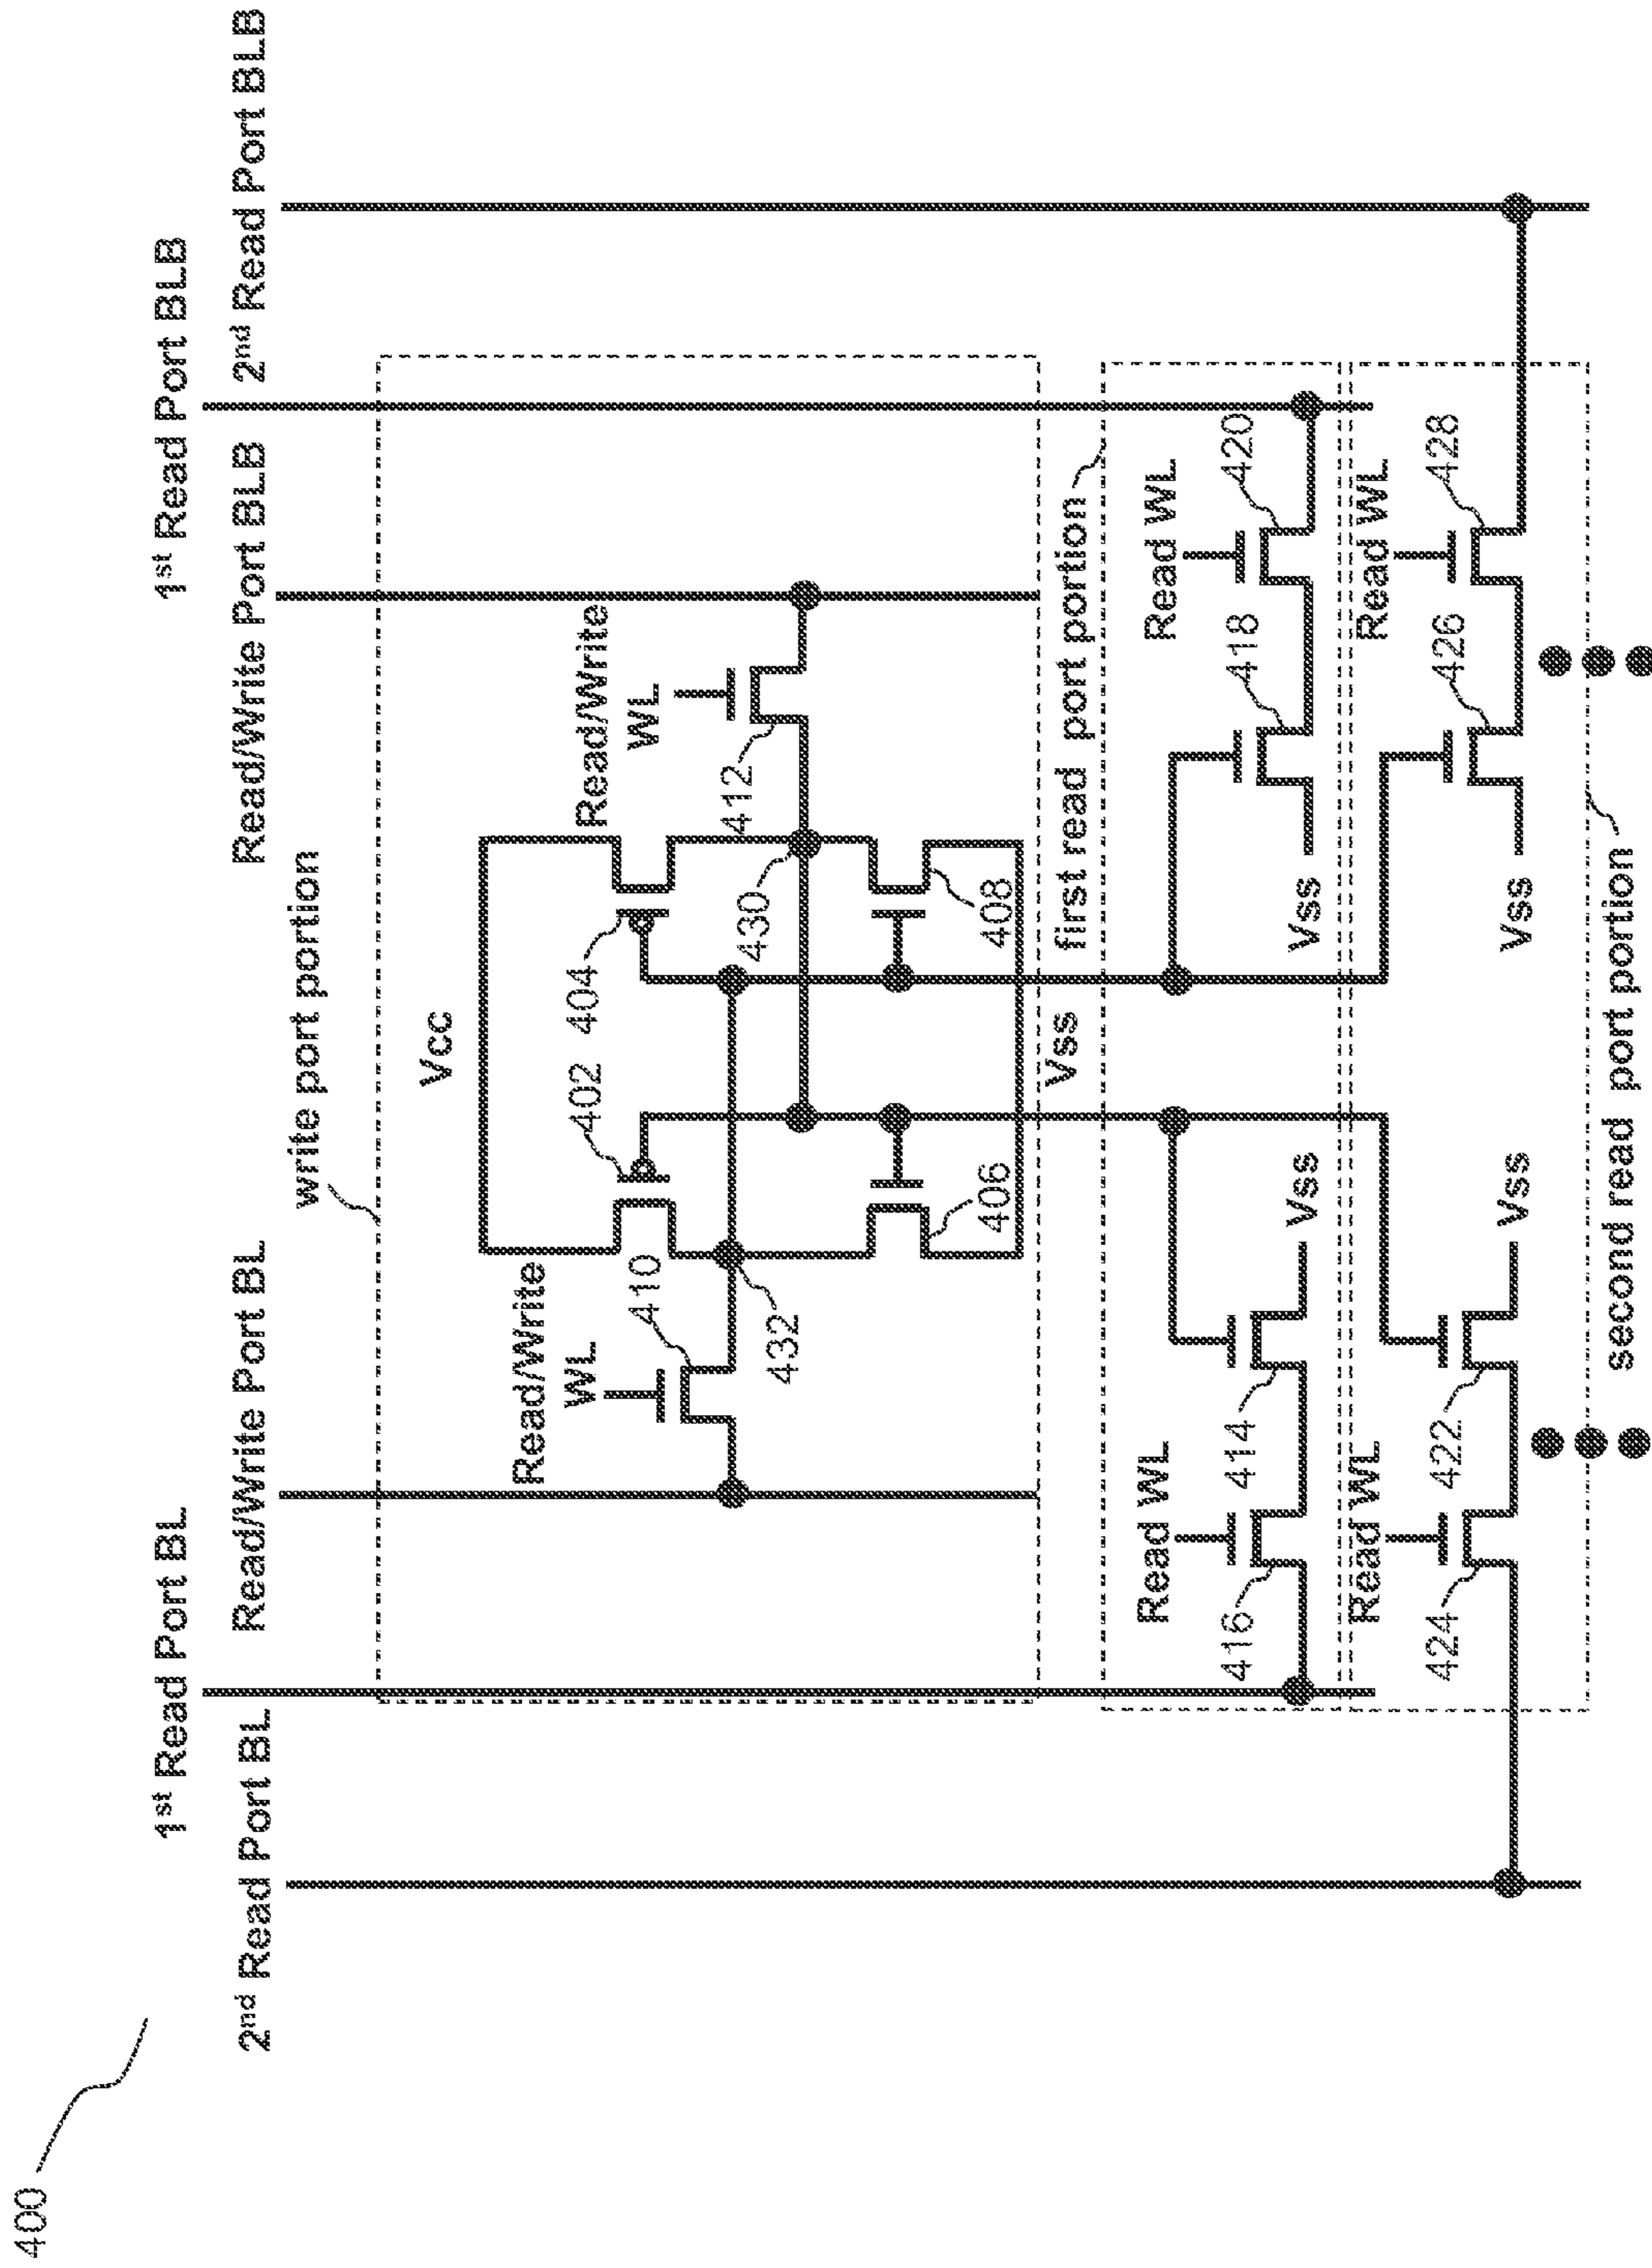 400
1st Read Port BL
1st Read Port BLB
2nd Read Port BL
Read/Write Port BL
Read/Write Port BLB
2nd Read Port BLB
write port portion
Vcc
Read/Write
WL
410
402
404
Read/Write
WL
412
432
430
406
408
Vss
first read port portion
Read WL
416
414
Vss
Vss
418
Read WL
420
Read WL
424
422
Vss
Vss
426
Read WL
428
second read port portion